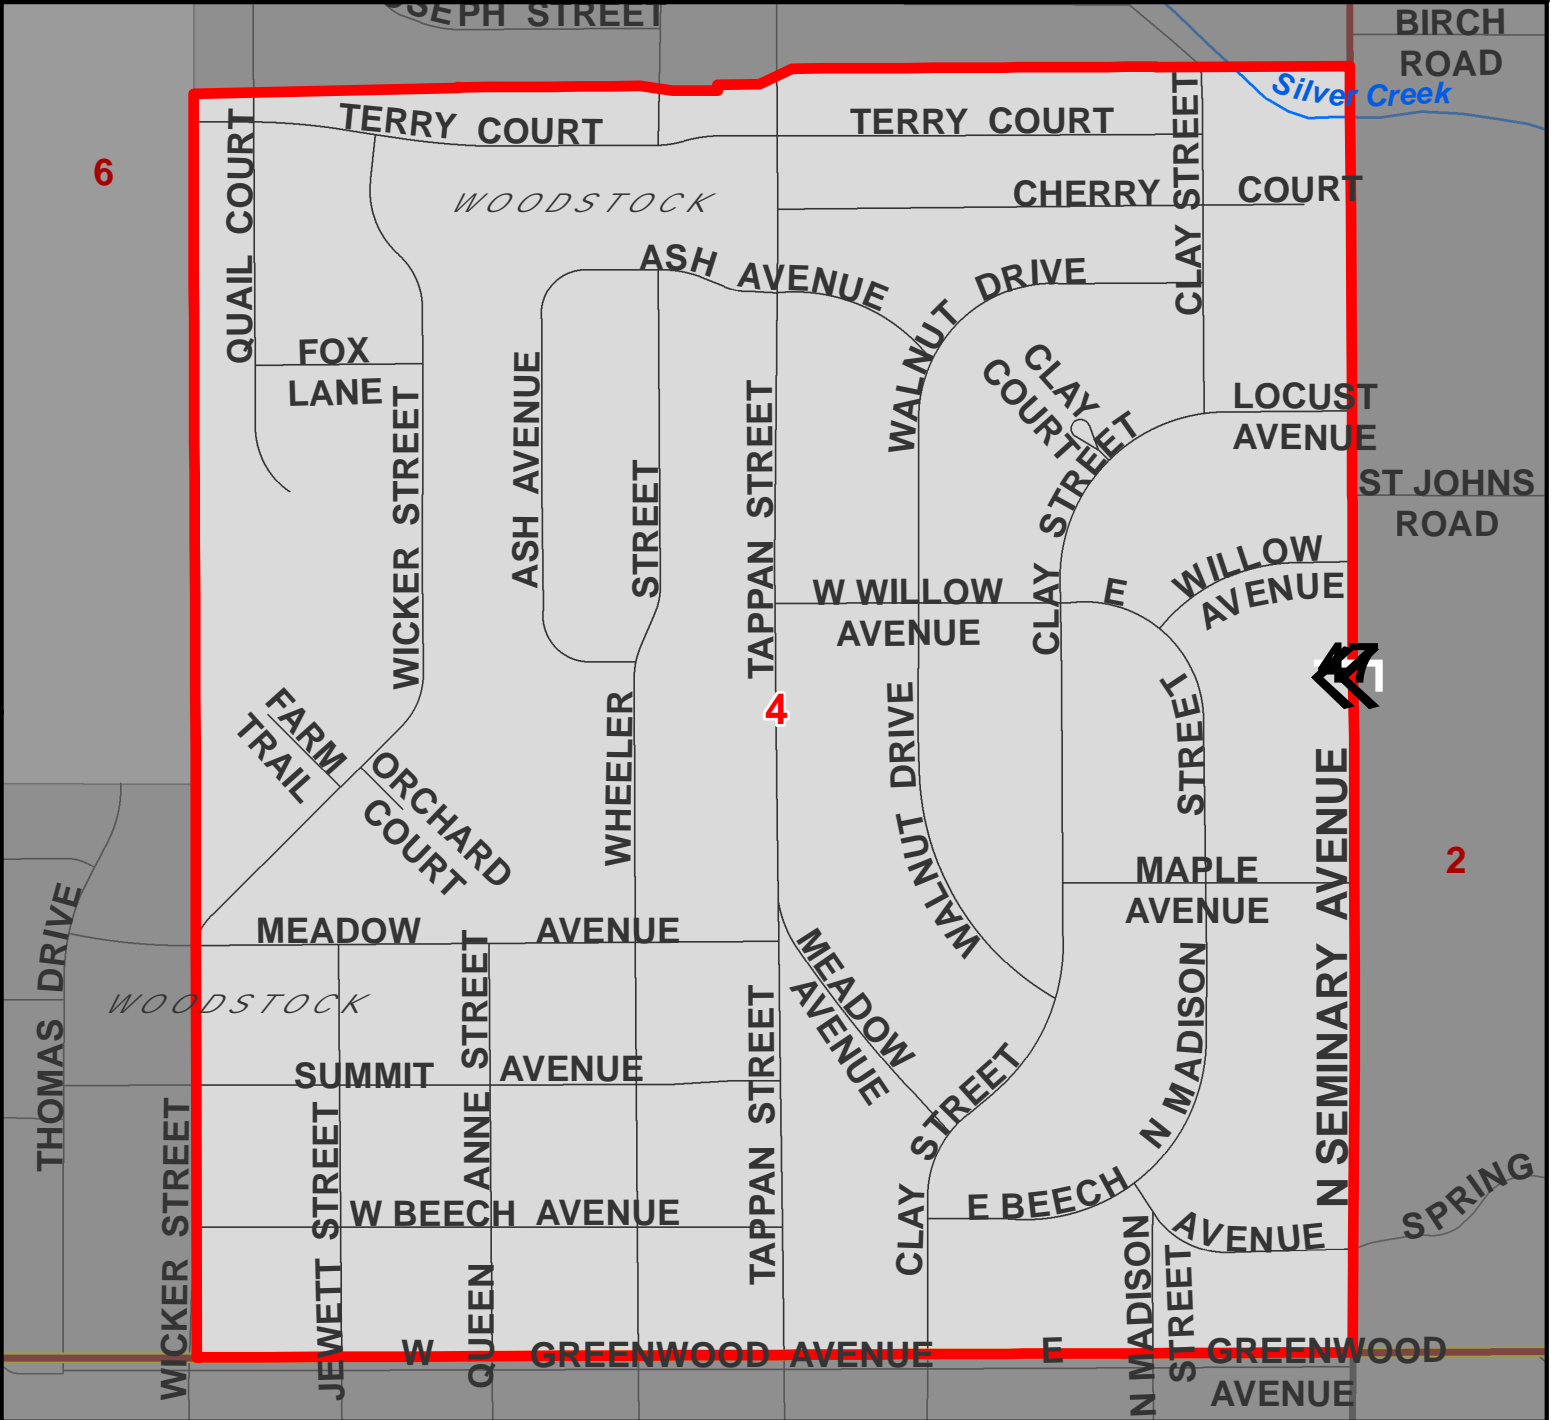 SEPH STREET
BIRCH
ROAD
Silver Creek
TERRY COURT
TERRY COURT
QUAIL COURT
CLAY STREET
6
WOODSTOCK
CHERRY COURT
ASH AVENUE
WALNUT DRIVE
FOX
LANE
CLAY
COURT
WICKER STREET
ASH AVENUE
STREET
TAPPAN STREET
CLAY STREET
LOCUST
AVENUE
ST JOHNS
ROAD
W WILLOW
AVENUE
CLAY
E WILLOW
AVENUE
47
4
FARM
TRAIL
ORCHARD
COURT
WHEELER
WALNUT DRIVE
STREET
N SEMINARY AVENUE
2
MAPLE
AVENUE
THOMAS DRIVE
MEADOW AVENUE
MEADOW
AVENUE
WOODSTOCK
QUEEN ANNE STREET
N MADISON
TAPPAN STREET
SUMMIT AVENUE
CLAY STREET
WICKER STREET
JEWETT STREET
W BEECH AVENUE
E BEECH AVENUE
SPRING
N MADISON
STREET
W GREENWOOD AVENUE
E GREENWOOD
AVENUE